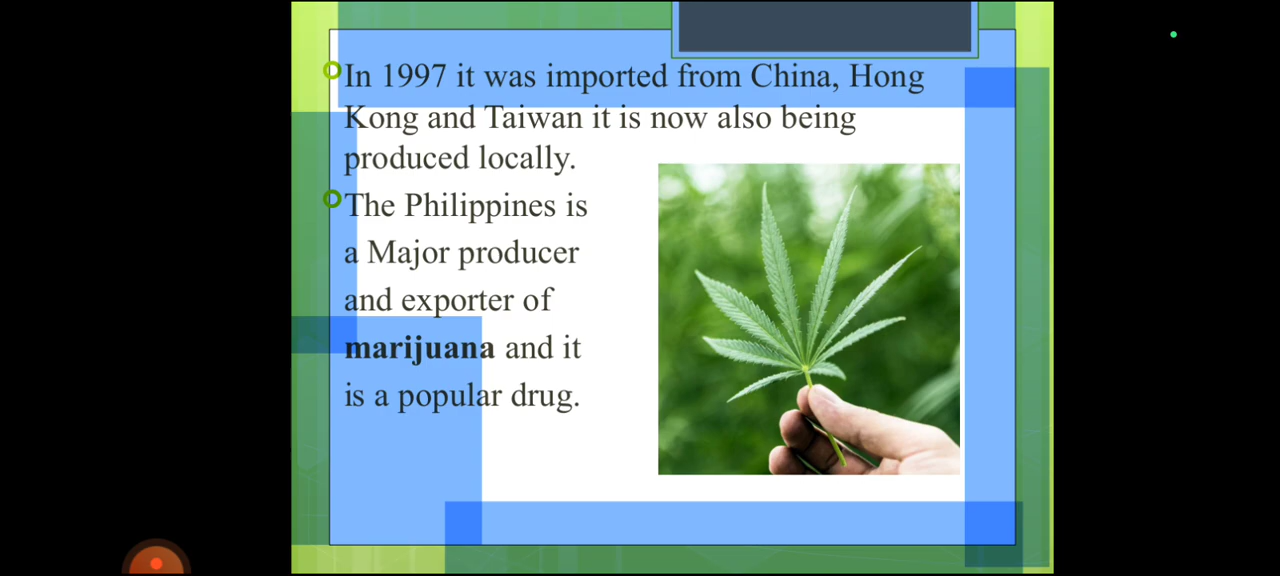 In 1997 it was imported from China, Hong
Kong and Taiwan it is now also being
produced locally.
The Philippines is
a Major producer
and exporter of
marijuana and it
is a popular drug.